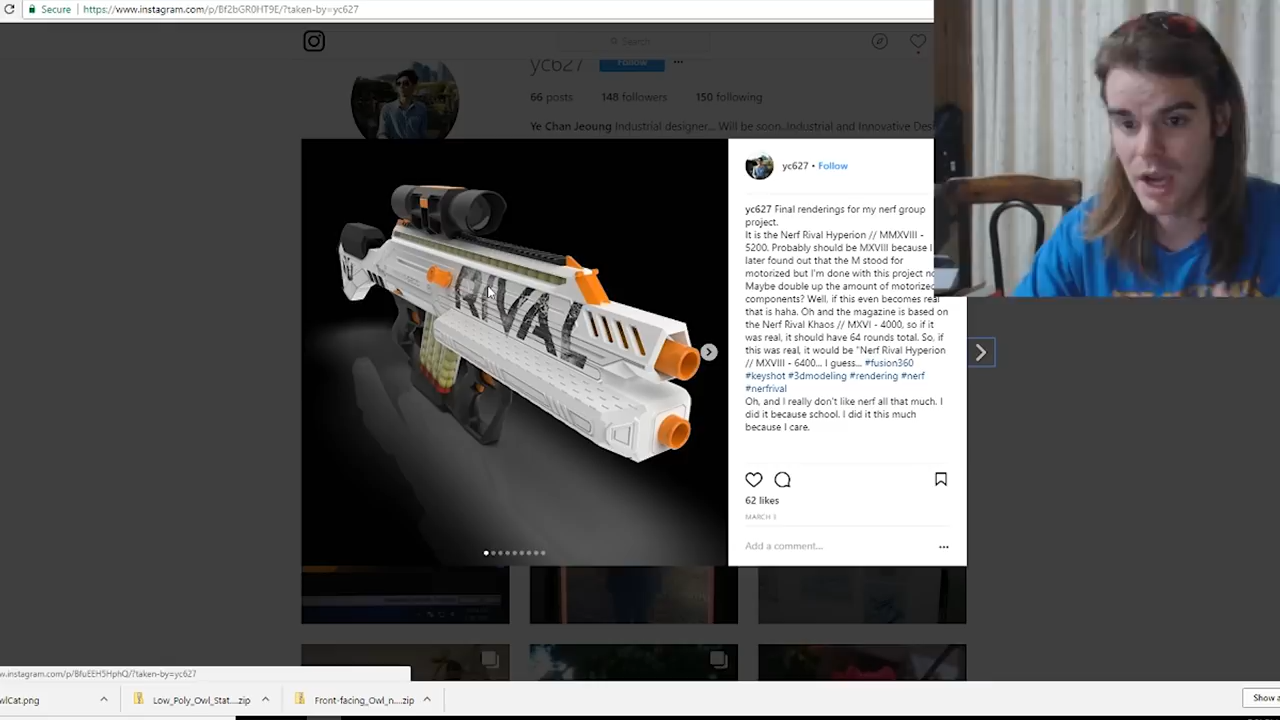 Secure
https://www.instagram.com/p/Bf2bGR0HT9E/?taken-by=yc627
Search
yc627
Follow
66 posts 148 followers 150 following
Ye Chan Jeoung Industrial designer... Will be soon..Industrial and Innovative Des
yc627 • Follow
yc627 Final renderings for my nerf group
project.
It is the Nerf Rival Hyperion // MMXVIII -
5200. Probably should be MXVIII because I
later found out that the M stood for
motorized but I'm done with this project no
Maybe double up the amount of motorized
components? Well, if this even becomes real
that is haha. Oh and the magazine is based on
the Nerf Rival Khaos // MXVI - 4000, so if it
was real, it should have 64 rounds total. So, if
this was real, it would be "Nerf Rival Hyperion
// MXVIII - 6400... I guess... #fusion360
#keyshot #3dmodeling #rendering #nerf
#nerfrival
Oh, and I really don't like nerf all that much. I
did it because school. I did it this much
because I care.
RIVAL
62 likes
MARCH 1
Add a comment...
w.instagram.com/p/BfuEEH5HphQ/?taken-by=yc627
wlCat.png
Low_Poly_Owl_Stat....zip
Front-facing_Owl_n....zip
Show a